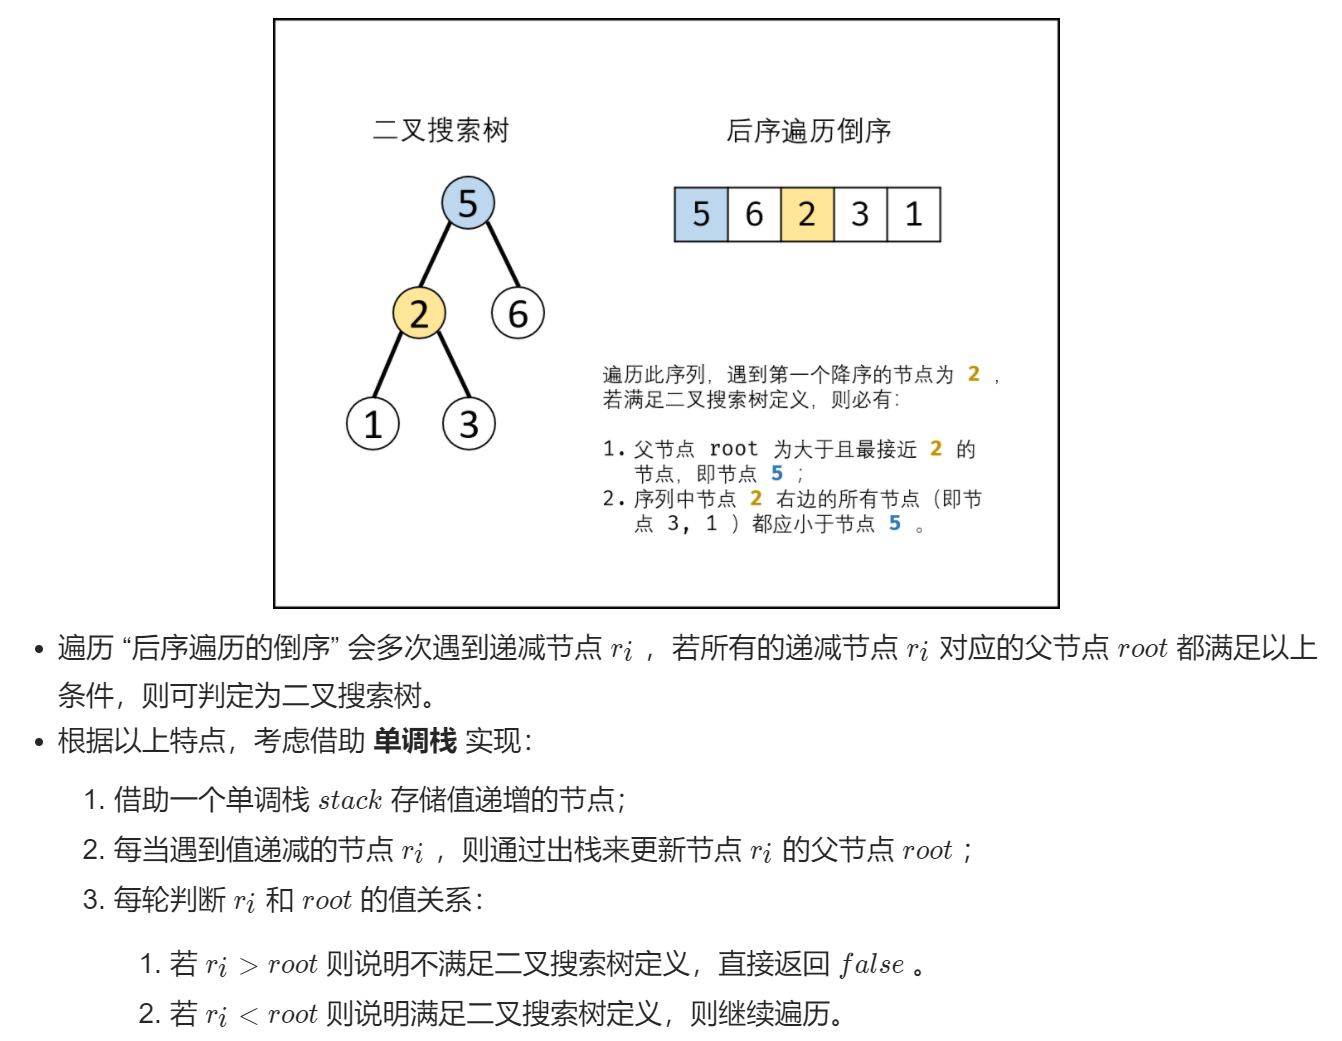 二叉搜索树
后序遍历倒序
5
2
6
1
3
5 6 2 3 1
遍历此序列，遇到第一个降序的节点为 2 ，
若满足二叉搜索树定义，则必有：
1. 父节点 root 为大于且最接近 2 的
节点，即节点 5 ；
2. 序列中节点 2 右边的所有节点（即节
点 3, 1 ）都应小于节点 5 。
• 遍历 “后序遍历的倒序” 会多次遇到递减节点 r_i ，若所有的递减节点 r_i 对应的父节点 root 都满足以上
条件，则可判定为二叉搜索树。
• 根据以上特点，考虑借助 单调栈 实现：
1. 借助一个单调栈 stack 存储值递增的节点；
2. 每当遇到值递减的节点 r_i ，则通过出栈来更新节点 r_i 的父节点 root ；
3. 每轮判断 r_i 和 root 的值关系：
1. 若 r_i > root 则说明不满足二叉搜索树定义，直接返回 false 。
2. 若 r_i < root 则说明满足二叉搜索树定义，则继续遍历。